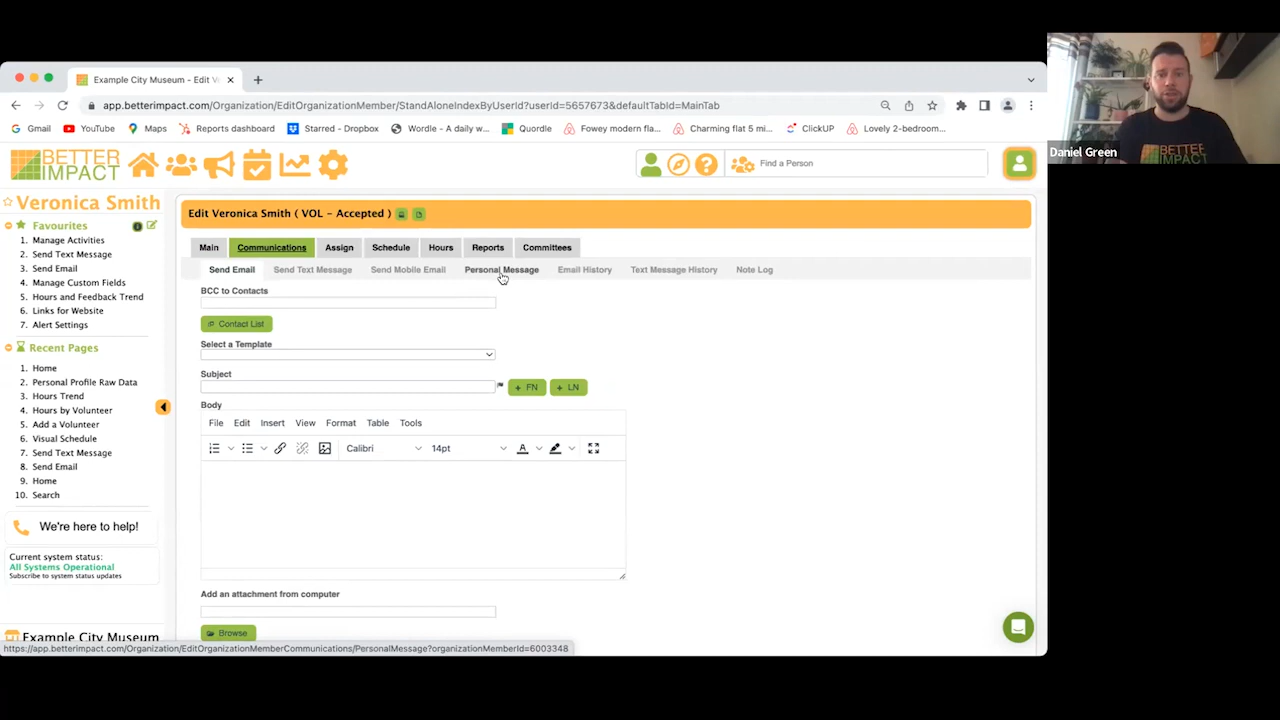 Example City Museum - Edit Ve
app.betterimpact.com/Organization/EditOrganizationMember/StandAloneIndexByUserId?userId=5657673&defaultTabId=MainTab
Gmail YouTube Maps Reports dashboard Starred - Dropbox Wordle - A daily w... Quordle Fowey modern fla... Charming flat 5 mi... ClickUP Lovely 2-bedroom...
Daniel Green
BETTER
IMPACT
Find a Person
Veronica Smith
Edit Veronica Smith ( VOL - Accepted )
Favourites
1. Manage Activities
2. Send Text Message
3. Send Email
4. Manage Custom Fields
5. Hours and Feedback Trend
6. Links for Website
7. Alert Settings
Recent Pages
1. Home
2. Personal Profile Raw Data
3. Hours Trend
4. Hours by Volunteer
5. Add a Volunteer
6. Visual Schedule
7. Send Text Message
8. Send Email
9. Home
10. Search
We're here to help!
Current system status:
All Systems Operational
Subscribe to system status updates
Example City Museum
Main Communications Assign Schedule Hours Reports Committees
Send Email Send Text Message Send Mobile Email Personal Message Email History Text Message History Note Log
BCC to Contacts
Contact List
Select a Template
Subject
+ FN + LN
Body
File Edit Insert View Format Table Tools
Calibri 14pt
Add an attachment from computer
Browse
https://app.betterimpact.com/Organization/EditOrganizationMemberCommunications/PersonalMessage?organizationMemberId=6003348